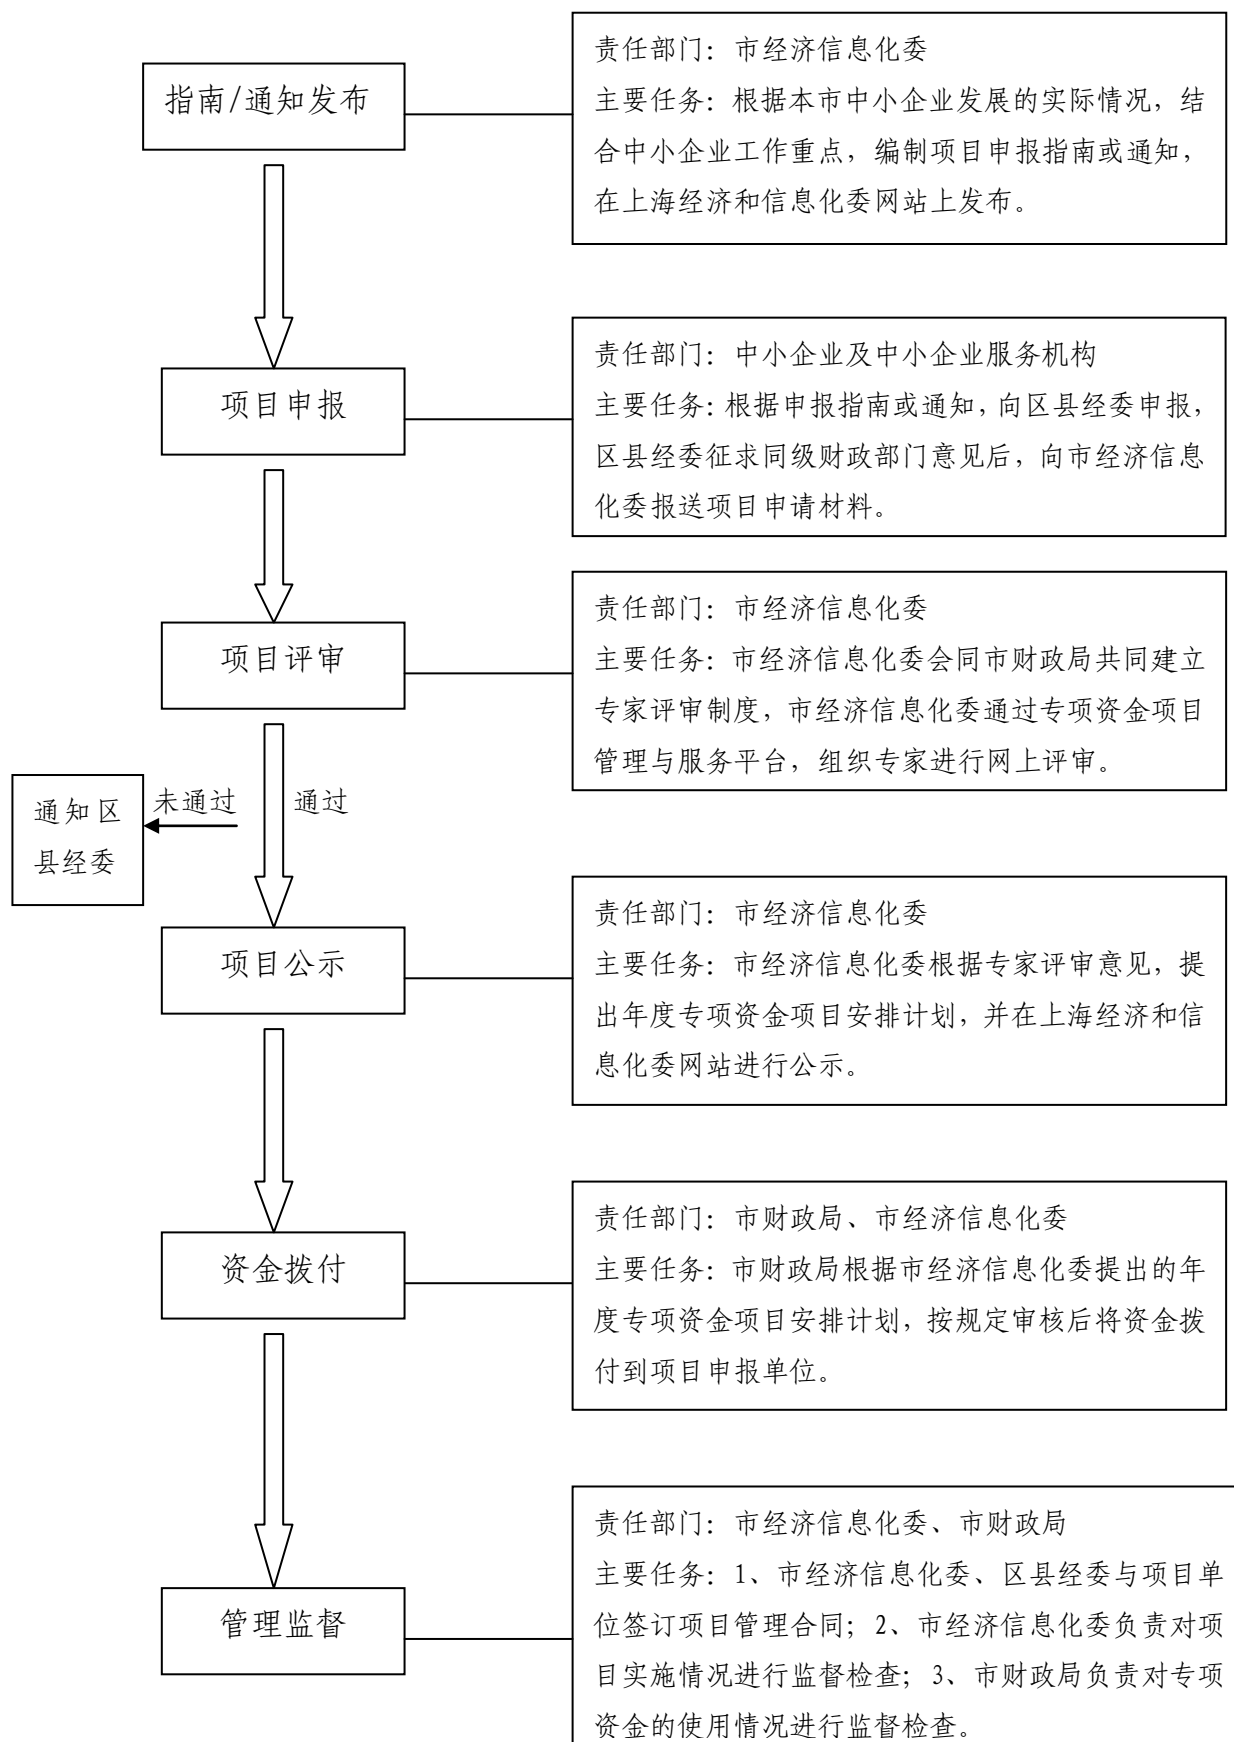 指南/通知发布
责任部门：市经济信息化委
主要任务：根据本市中小企业发展的实际情况，结
合中小企业工作重点，编制项目申报指南或通知，
在上海经济和信息化委网站上发布。
项目申报
责任部门：中小企业及中小企业服务机构
主要任务：根据申报指南或通知，向区县经委申报，
区县经委征求同级财政部门意见后，向市经济信息
化委报送项目申请材料。
项目评审
责任部门：市经济信息化委
主要任务：市经济信息化委会同市财政局共同建立
专家评审制度，市经济信息化委通过专项资金项目
管理与服务平台，组织专家进行网上评审。
通知区
县经委
未通过
通过
项目公示
责任部门：市经济信息化委
主要任务：市经济信息化委根据专家评审意见，提
出年度专项资金项目安排计划，并在上海经济和信
息化委网站进行公示。
资金拨付
责任部门：市财政局、市经济信息化委
主要任务：市财政局根据市经济信息化委提出的年
度专项资金项目安排计划，按规定审核后将资金拨
付到项目申报单位。
管理监督
责任部门：市经济信息化委、市财政局
主要任务：1、市经济信息化委、区县经委与项目单
位签订项目管理合同；2、市经济信息化委负责对项
目实施情况进行监督检查；3、市财政局负责对专项
资金的使用情况进行监督检查。